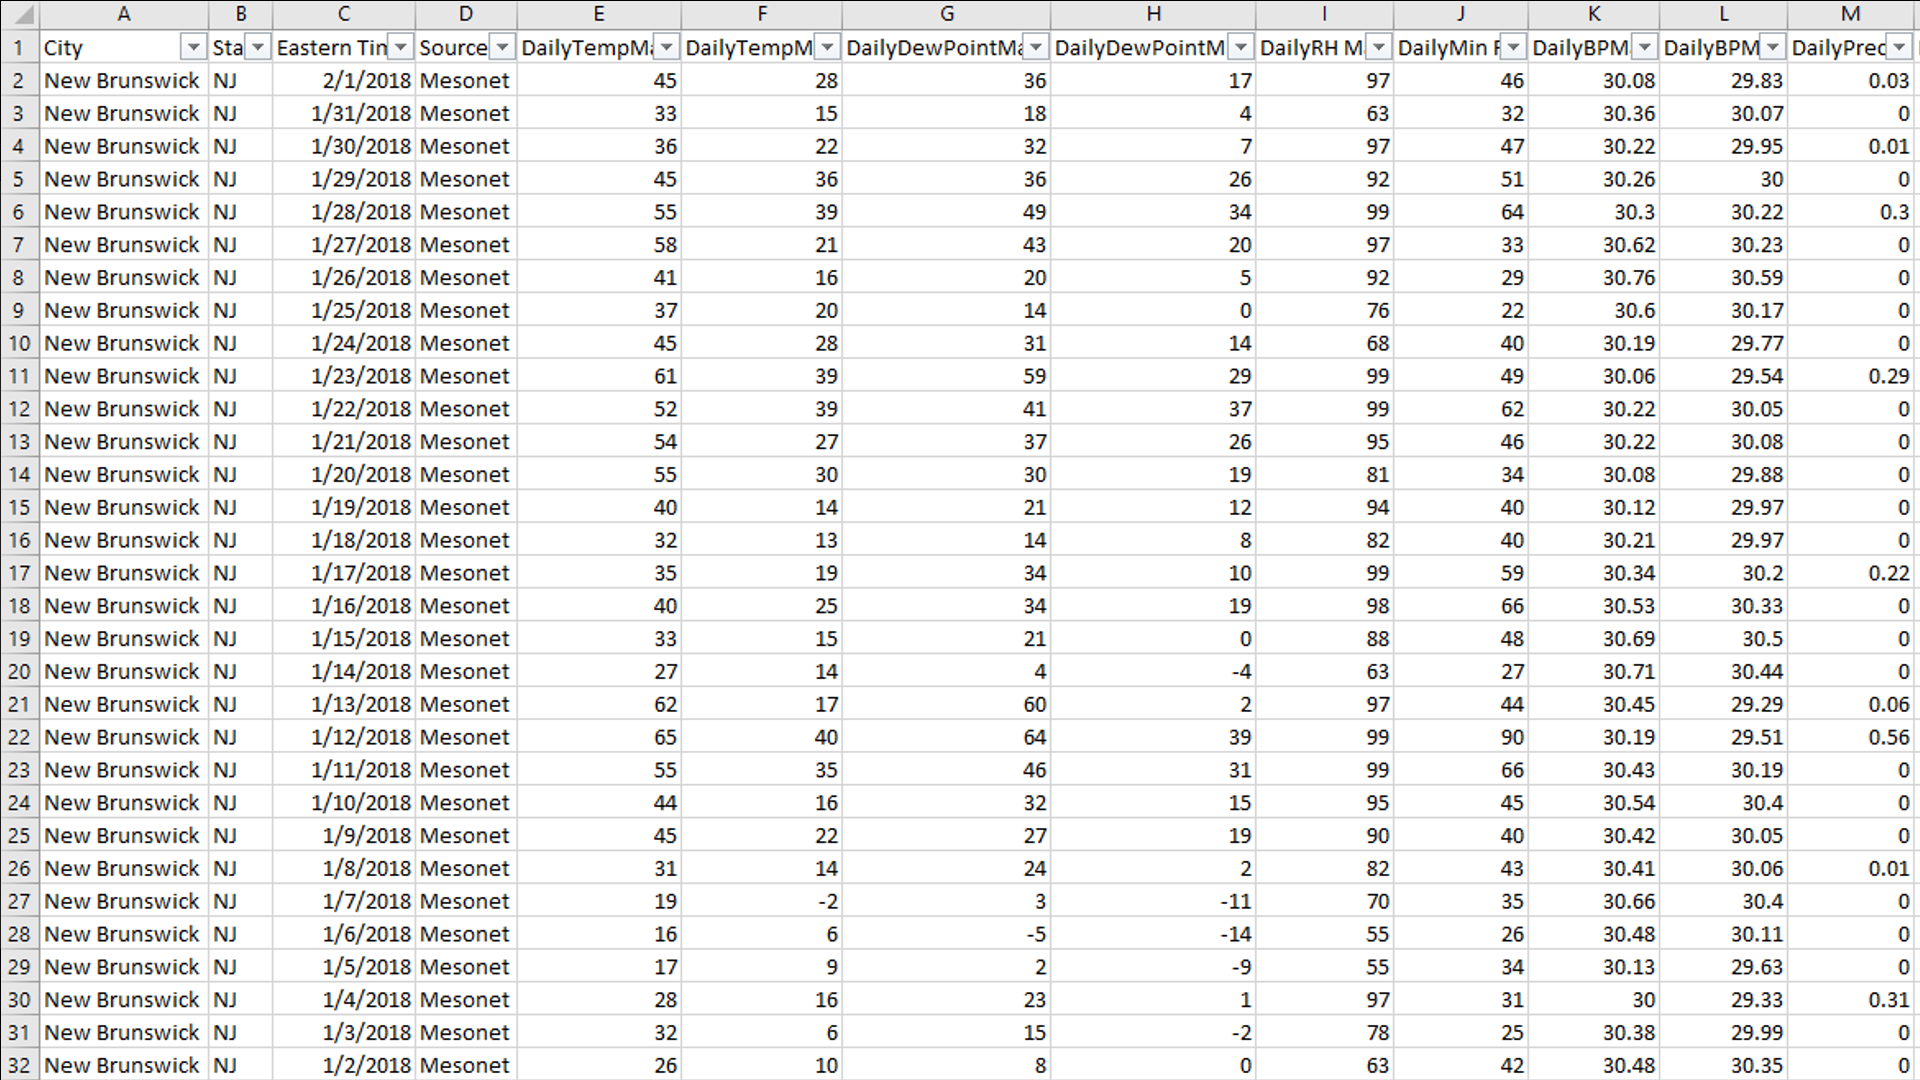 A B C D E F G H I J K L M
1 City Sta Eastern Tim Source DailyTempMa DailyTempM DailyDewPointMa DailyDewPointM DailyRH M DailyMin DailyBPM DailyBPM DailyPrec
2 New Brunswick NJ 2/1/2018 Mesonet 45 28 36 17 97 46 30.08 29.83 0.03
3 New Brunswick NJ 1/31/2018 Mesonet 33 15 18 4 63 32 30.36 30.07 0
4 New Brunswick NJ 1/30/2018 Mesonet 36 22 32 7 97 47 30.22 29.95 0.01
5 New Brunswick NJ 1/29/2018 Mesonet 45 36 36 26 92 51 30.26 30 0
6 New Brunswick NJ 1/28/2018 Mesonet 55 39 49 34 99 64 30.3 30.22 0.3
7 New Brunswick NJ 1/27/2018 Mesonet 58 21 43 20 97 33 30.62 30.23 0
8 New Brunswick NJ 1/26/2018 Mesonet 41 16 20 5 92 29 30.76 30.59 0
9 New Brunswick NJ 1/25/2018 Mesonet 37 20 14 0 76 22 30.6 30.17 0
10 New Brunswick NJ 1/24/2018 Mesonet 45 28 31 14 68 40 30.19 29.77 0
11 New Brunswick NJ 1/23/2018 Mesonet 61 39 59 29 99 49 30.06 29.54 0.29
12 New Brunswick NJ 1/22/2018 Mesonet 52 39 41 37 99 62 30.22 30.05 0
13 New Brunswick NJ 1/21/2018 Mesonet 54 27 37 26 95 46 30.22 30.08 0
14 New Brunswick NJ 1/20/2018 Mesonet 55 30 30 19 81 34 30.08 29.88 0
15 New Brunswick NJ 1/19/2018 Mesonet 40 14 21 12 94 40 30.12 29.97 0
16 New Brunswick NJ 1/18/2018 Mesonet 32 13 14 8 82 40 30.21 29.97 0
17 New Brunswick NJ 1/17/2018 Mesonet 35 19 34 10 99 59 30.34 30.2 0.22
18 New Brunswick NJ 1/16/2018 Mesonet 40 25 34 19 98 66 30.53 30.33 0
19 New Brunswick NJ 1/15/2018 Mesonet 33 15 21 0 88 48 30.69 30.5 0
20 New Brunswick NJ 1/14/2018 Mesonet 27 14 4 -4 63 27 30.71 30.44 0
21 New Brunswick NJ 1/13/2018 Mesonet 62 17 60 2 97 44 30.45 29.29 0.06
22 New Brunswick NJ 1/12/2018 Mesonet 65 40 64 39 99 90 30.19 29.51 0.56
23 New Brunswick NJ 1/11/2018 Mesonet 55 35 46 31 99 66 30.43 30.19 0
24 New Brunswick NJ 1/10/2018 Mesonet 44 16 32 15 95 45 30.54 30.4 0
25 New Brunswick NJ 1/9/2018 Mesonet 45 22 27 19 90 40 30.42 30.05 0
26 New Brunswick NJ 1/8/2018 Mesonet 31 14 24 2 82 43 30.41 30.06 0.01
27 New Brunswick NJ 1/7/2018 Mesonet 19 -2 3 -11 70 35 30.66 30.4 0
28 New Brunswick NJ 1/6/2018 Mesonet 16 6 -5 -14 55 26 30.48 30.11 0
29 New Brunswick NJ 1/5/2018 Mesonet 17 9 2 -9 55 34 30.13 29.63 0
30 New Brunswick NJ 1/4/2018 Mesonet 28 16 23 1 97 31 30 29.33 0.31
31 New Brunswick NJ 1/3/2018 Mesonet 32 6 15 -2 78 25 30.38 29.99 0
32 New Brunswick NJ 1/2/2018 Mesonet 26 10 8 0 63 42 30.48 30.35 0